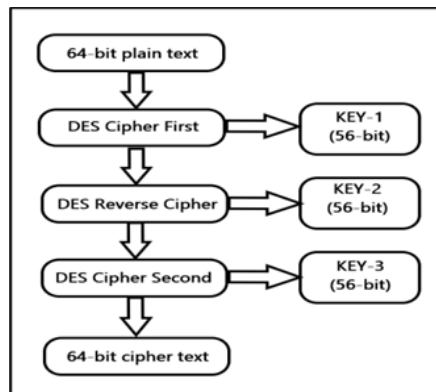 64-bit plain text
DES Cipher First
KEY-1
(56-bit)
DES Reverse Cipher
KEY-2
(56-bit)
DES Cipher Second
KEY-3
(56-bit)
64-bit cipher text